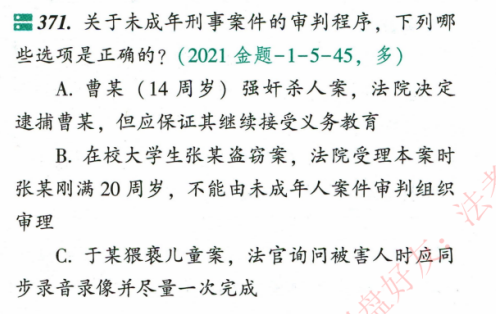 371. 关于未成年刑事案件的审判程序，下列哪
些选项是正确的？（2021 金题-1-5-45，多）
A. 曹某（14 周岁）强奸杀人案，法院决定
逮捕曹某，但应保证其继续接受义务教育
B. 在校大学生张某盗窃案，法院受理本案时
张某刚满 20 周岁，不能由未成年人案件审判组织
审理
C. 于某猥亵儿童案，法官询问被害人时应同
步录音录像并尽量一次完成
盘好友：法考